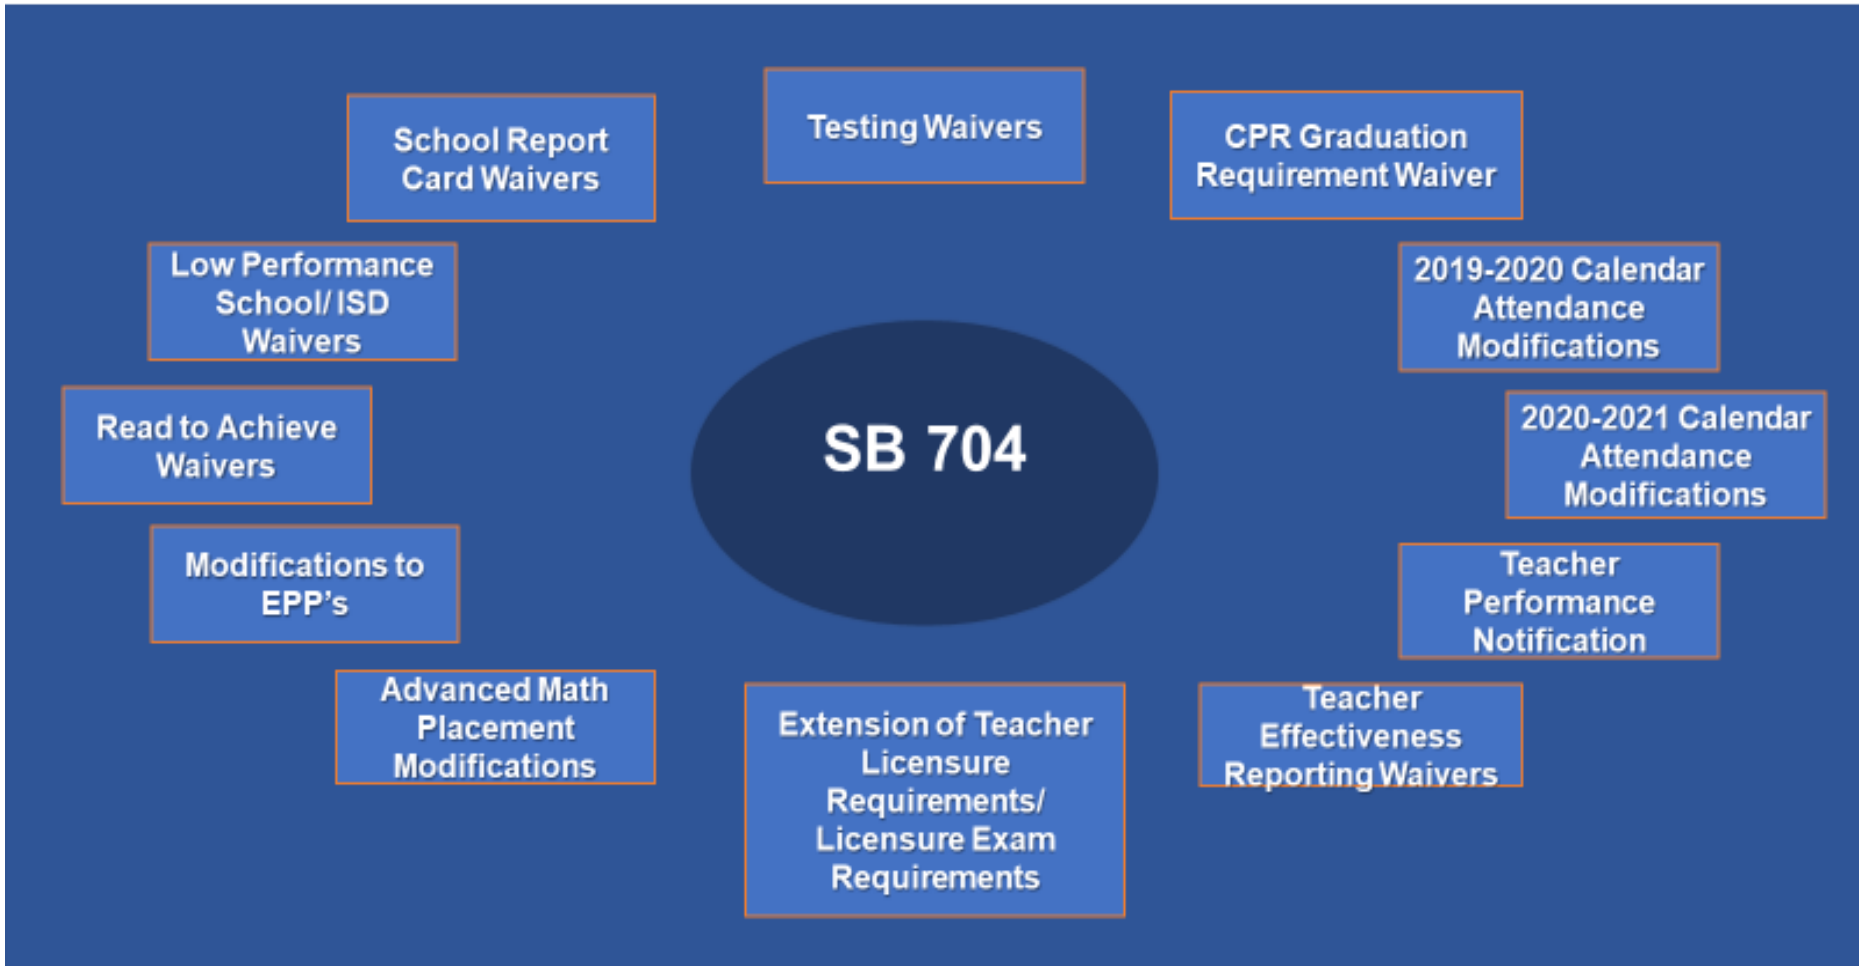 Testing Waivers
School Report
Card Waivers
CPR Graduation
Requirement Waiver
Low Performance
School/ ISD
Waivers
2019-2020 Calendar
Attendance
Modifications
Read to Achieve
Waivers
SB 704
2020-2021 Calendar
Attendance
Modifications
Modifications to
EPP’s
Teacher
Performance
Notification
Advanced Math
Placement
Modifications
Extension of Teacher
Licensure
Requirements/
Licensure Exam
Requirements
Teacher
Effectiveness
Reporting Waivers